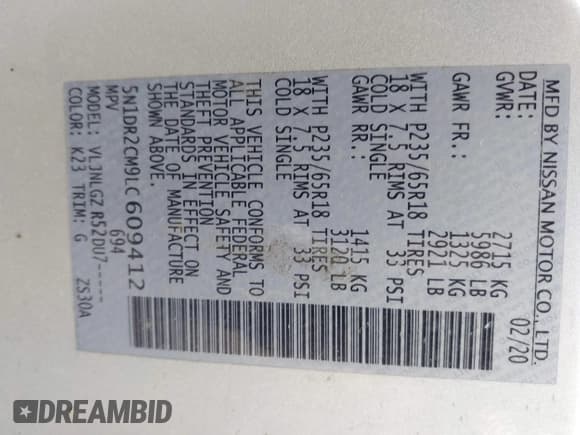 MFD BY NISSAN MOTOR CO., LTD.
DATE: 02/20
GVWR: 2715 KG
5986 LB
GAWR FR.: 1325 KG
2921 LB
WITH P235/65R18 TIRES
18 X 7.5 RIMS AT 33 PSI
COLD SINGLE
GAWR RR.: 1415 KG
3120 LB
WITH P235/65R18 TIRES
18 X 7.5 RIMS AT 33 PSI
COLD SINGLE
THIS VEHICLE CONFORMS TO
ALL APPLICABLE FEDERAL
MOTOR VEHICLE SAFETY AND
THEFT PREVENTION
STANDARDS IN EFFECT ON
THE DATE OF MANUFACTURE
SHOWN ABOVE.
5N1DR2CM9LC609412
MPV 694
MODEL: VL3NLGZ R52DU7-----
COLOR: K23 TRIM: G ZS30A
DREAMBID